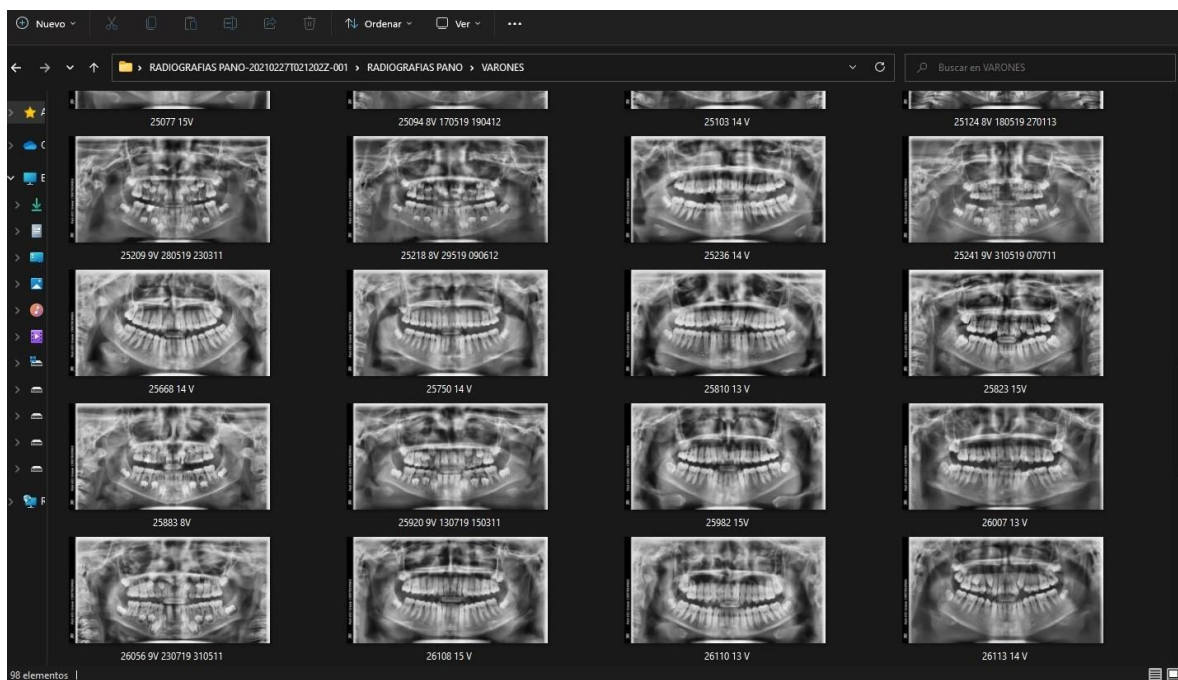 Nuevo
Ordenar
Ver
RADIOGRAFIAS PANO-20210227T021202Z-001 > RADIOGRAFIAS PANO > VARONES
Buscar en VARONES
25077 15V
25094 8V 170519 190412
25103 14 V
25124 8V 180519 270113
25209 9V 280519 230311
25218 8V 29519 090612
25236 14 V
25241 9V 310519 070711
25668 14 V
25750 14 V
25810 13 V
25823 15V
25883 8V
25920 9V 130719 150311
25982 15V
26007 13 V
26056 9V 230719 310511
26108 15 V
26110 13 V
26113 14 V
98 elementos